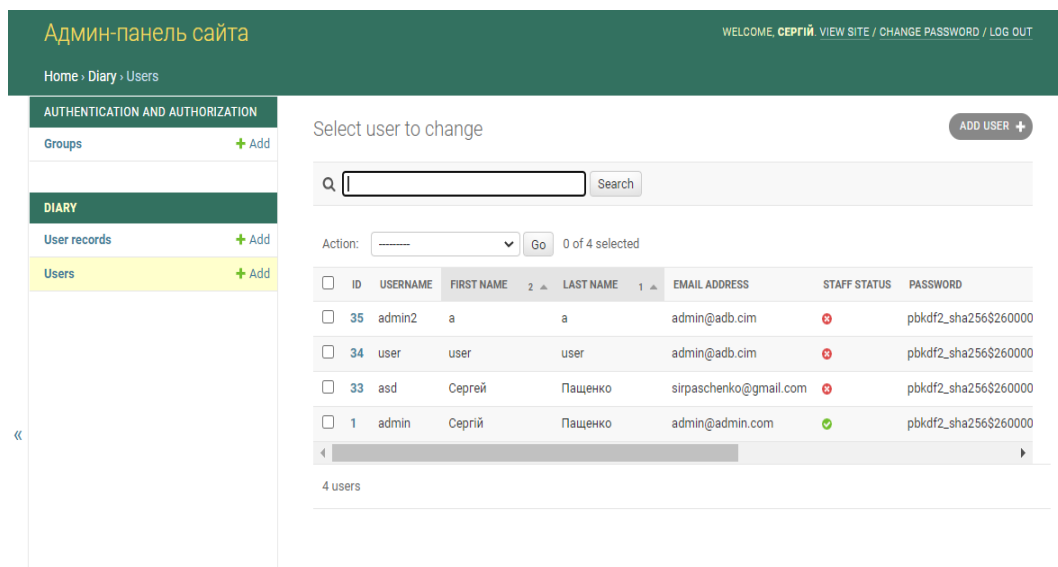 Админ-панель сайта
WELCOME, СЕРГІЙ. VIEW SITE / CHANGE PASSWORD / LOG OUT
Home › Diary › Users
AUTHENTICATION AND AUTHORIZATION
Groups + Add
DIARY
User records + Add
Users + Add
«
Select user to change
ADD USER +
Search
Action: --------- Go 0 of 4 selected
ID USERNAME FIRST NAME 2 LAST NAME 1 EMAIL ADDRESS STAFF STATUS PASSWORD
35 admin2 a a admin@adb.cim pbkdf2_sha256$260000
34 user user user admin@adb.cim pbkdf2_sha256$260000
33 asd Сергей Пащенко sirpaschenko@gmail.com pbkdf2_sha256$260000
1 admin Сергій Пащенко admin@admin.com pbkdf2_sha256$260000
4 users